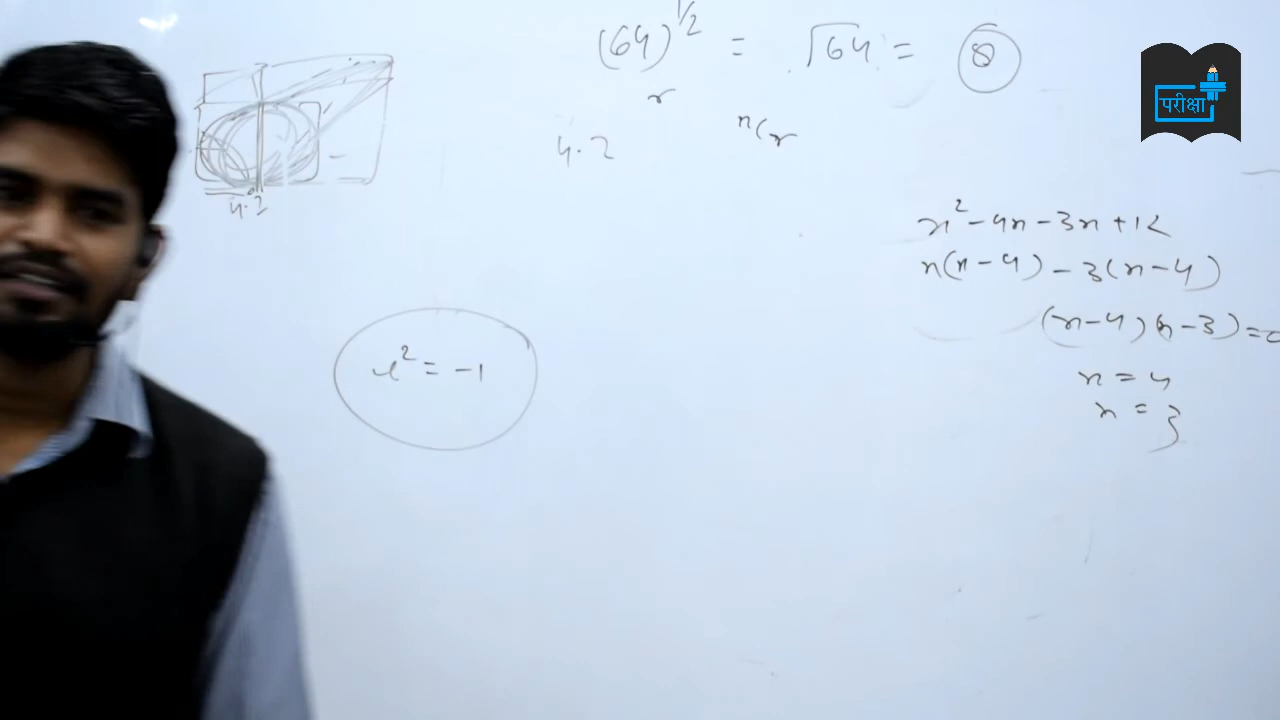 (64)^1/2 = √64 = 8
r
4.2
ⁿCr
परीक्षा
4.2
x² - 4x - 3x + 12
x(x - 4) - 3(x - 4)
(x - 4)(x - 3) = 0
x = 4
x = 3
i² = -1